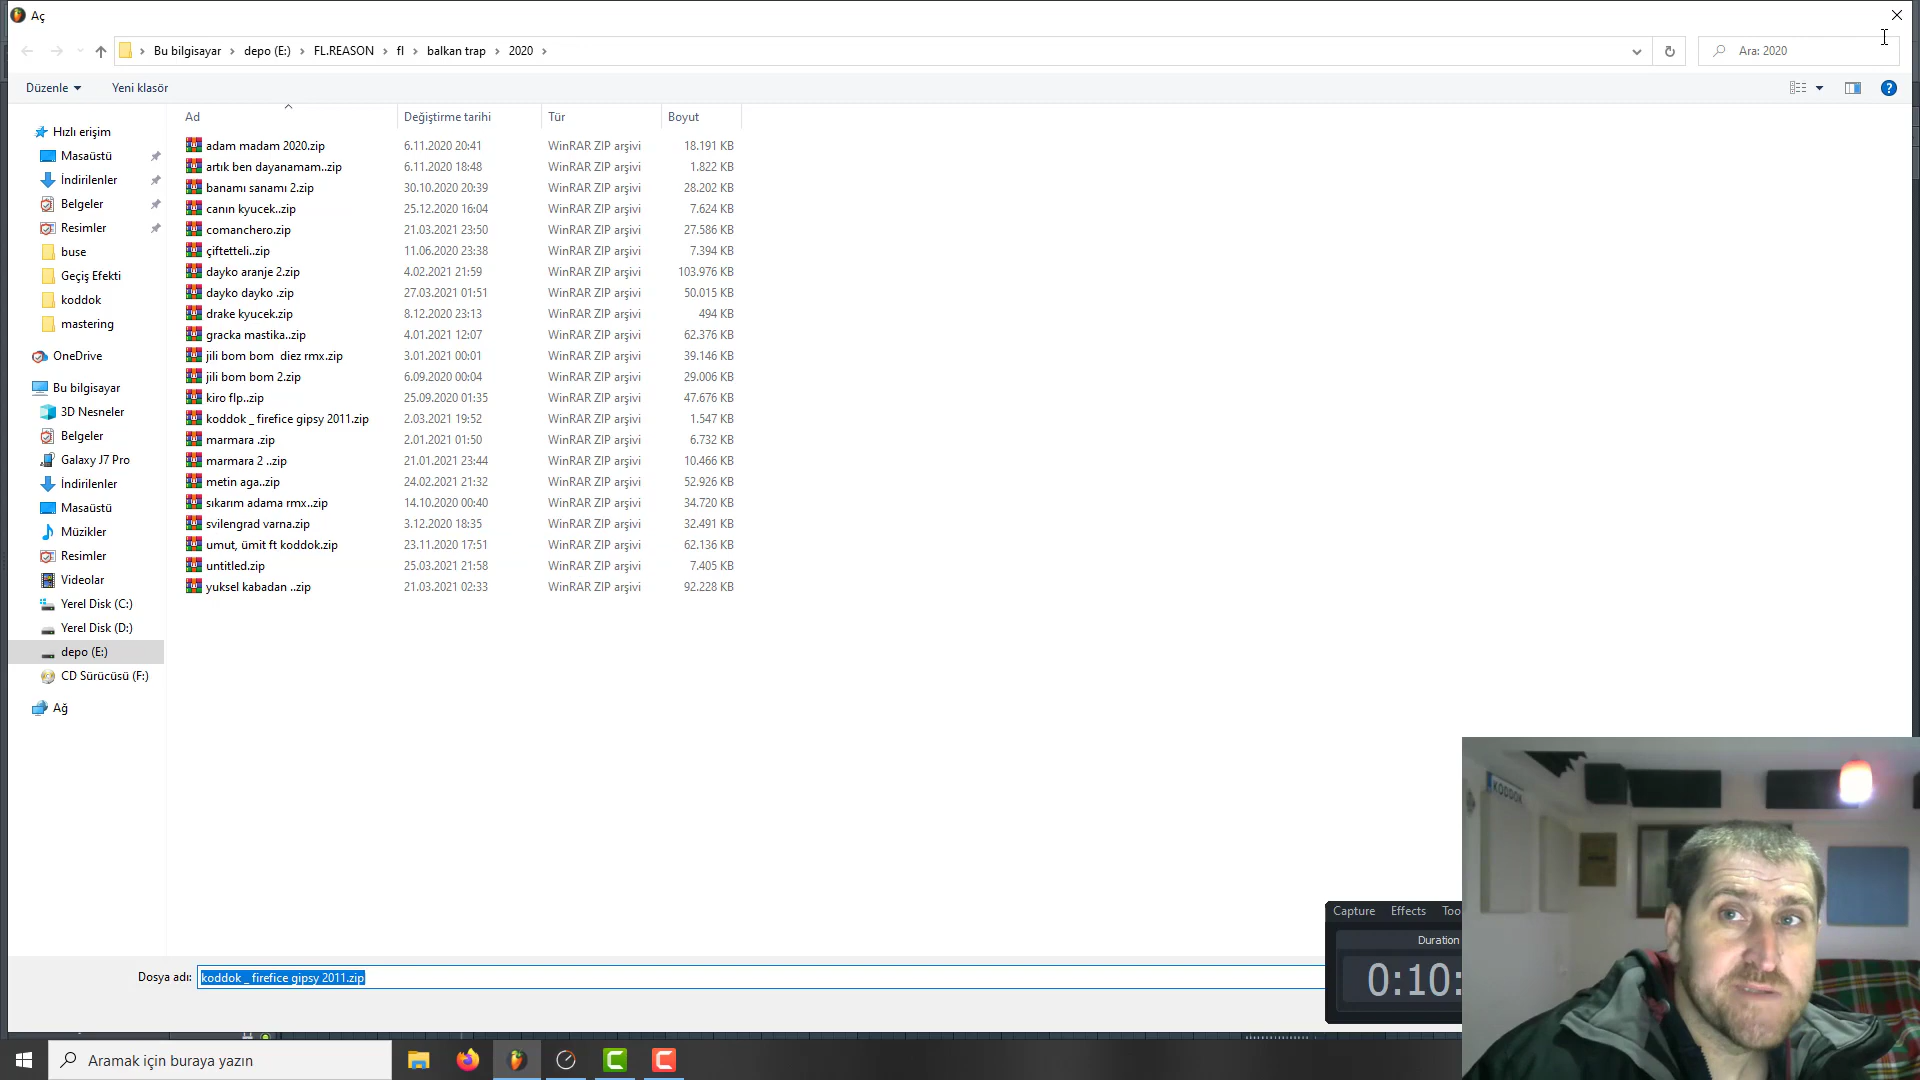 Aç
Bu bilgisayar > depo (E:) > FL.REASON > fl > balkan trap > 2020 >
Ara: 2020
Düzenle
Yeni klasör
Ad
Değiştirme tarihi
Tür
Boyut
adam madam 2020.zip 6.11.2020 20:41 WinRAR ZIP arşivi 18.191 KB
artık ben dayanamam..zip 6.11.2020 18:48 WinRAR ZIP arşivi 1.822 KB
banamı sanamı 2.zip 30.10.2020 20:39 WinRAR ZIP arşivi 28.202 KB
canın kyucek..zip 25.12.2020 16:04 WinRAR ZIP arşivi 7.624 KB
comanchero.zip 21.03.2021 23:50 WinRAR ZIP arşivi 27.586 KB
çiftetteli..zip 11.06.2020 23:38 WinRAR ZIP arşivi 7.394 KB
dayko aranje 2.zip 4.02.2021 21:59 WinRAR ZIP arşivi 103.976 KB
dayko dayko .zip 27.03.2021 01:51 WinRAR ZIP arşivi 50.015 KB
drake kyucek.zip 8.12.2020 23:13 WinRAR ZIP arşivi 494 KB
gracka mastika..zip 4.01.2021 12:07 WinRAR ZIP arşivi 62.376 KB
jili bom bom  diez rmx.zip 3.01.2021 00:01 WinRAR ZIP arşivi 39.146 KB
jili bom bom 2.zip 6.09.2020 00:04 WinRAR ZIP arşivi 29.006 KB
kiro flp..zip 25.09.2020 01:35 WinRAR ZIP arşivi 47.676 KB
koddok _ firefice gipsy 2011.zip 2.03.2021 19:52 WinRAR ZIP arşivi 1.547 KB
marmara .zip 2.01.2021 01:50 WinRAR ZIP arşivi 6.732 KB
marmara 2 ..zip 21.01.2021 23:44 WinRAR ZIP arşivi 10.466 KB
metin aga..zip 24.02.2021 21:32 WinRAR ZIP arşivi 52.926 KB
sıkarım adama rmx..zip 14.10.2020 00:40 WinRAR ZIP arşivi 34.720 KB
svilengrad varna.zip 3.12.2020 18:35 WinRAR ZIP arşivi 32.491 KB
umut, ümit ft koddok.zip 23.11.2020 17:51 WinRAR ZIP arşivi 62.136 KB
untitled.zip 25.03.2021 21:58 WinRAR ZIP arşivi 7.405 KB
yuksel kabadan ..zip 21.03.2021 02:33 WinRAR ZIP arşivi 92.228 KB
Hızlı erişim
Masaüstü
İndirilenler
Belgeler
Resimler
buse
Geçiş Efekti
koddok
mastering
OneDrive
Bu bilgisayar
3D Nesneler
Belgeler
Galaxy J7 Pro
İndirilenler
Masaüstü
Müzikler
Resimler
Videolar
Yerel Disk (C:)
Yerel Disk (D:)
depo (E:)
CD Sürücüsü (F:)
Ağ
Dosya adı: koddok _ firefice gipsy 2011.zip
Capture Effects Too
Duration
0:10:
KODDOK
Aramak için buraya yazın